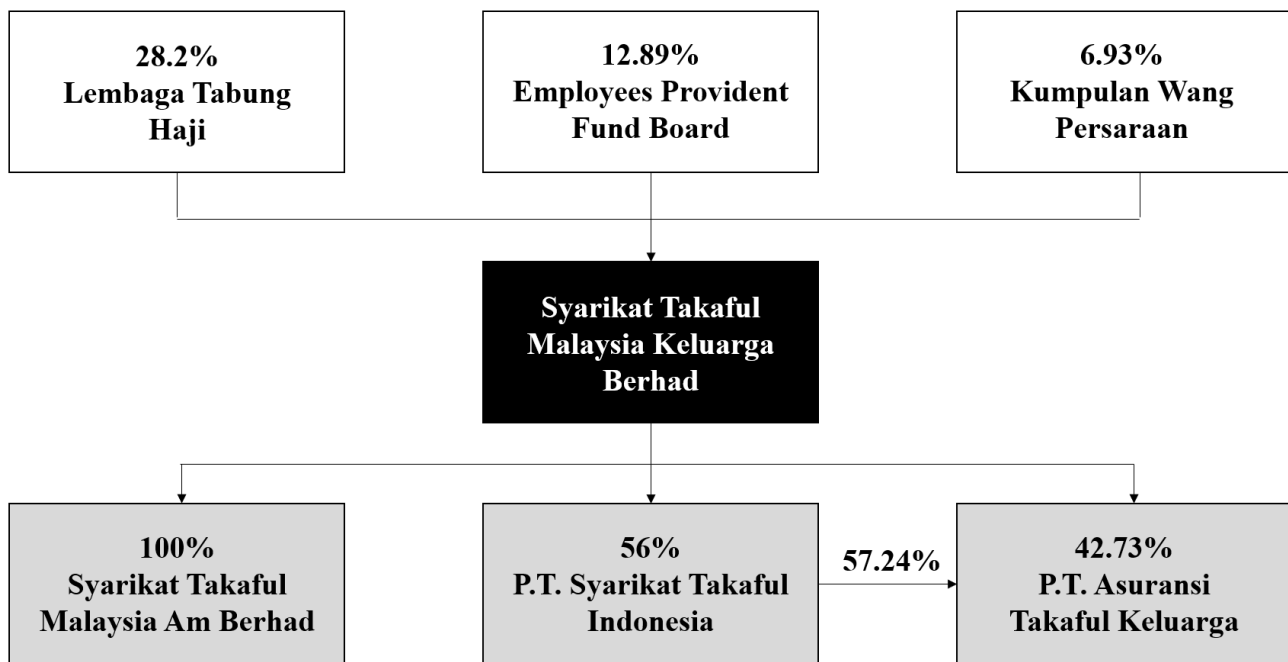 28.2%
Lembaga Tabung
Haji
12.89%
Employees Provident
Fund Board
6.93%
Kumpulan Wang
Persaraan
Syarikat Takaful
Malaysia Keluarga
Berhad
100%
Syarikat Takaful
Malaysia Am Berhad
56%
P.T. Syarikat Takaful
Indonesia
57.24%
42.73%
P.T. Asuransi
Takaful Keluarga